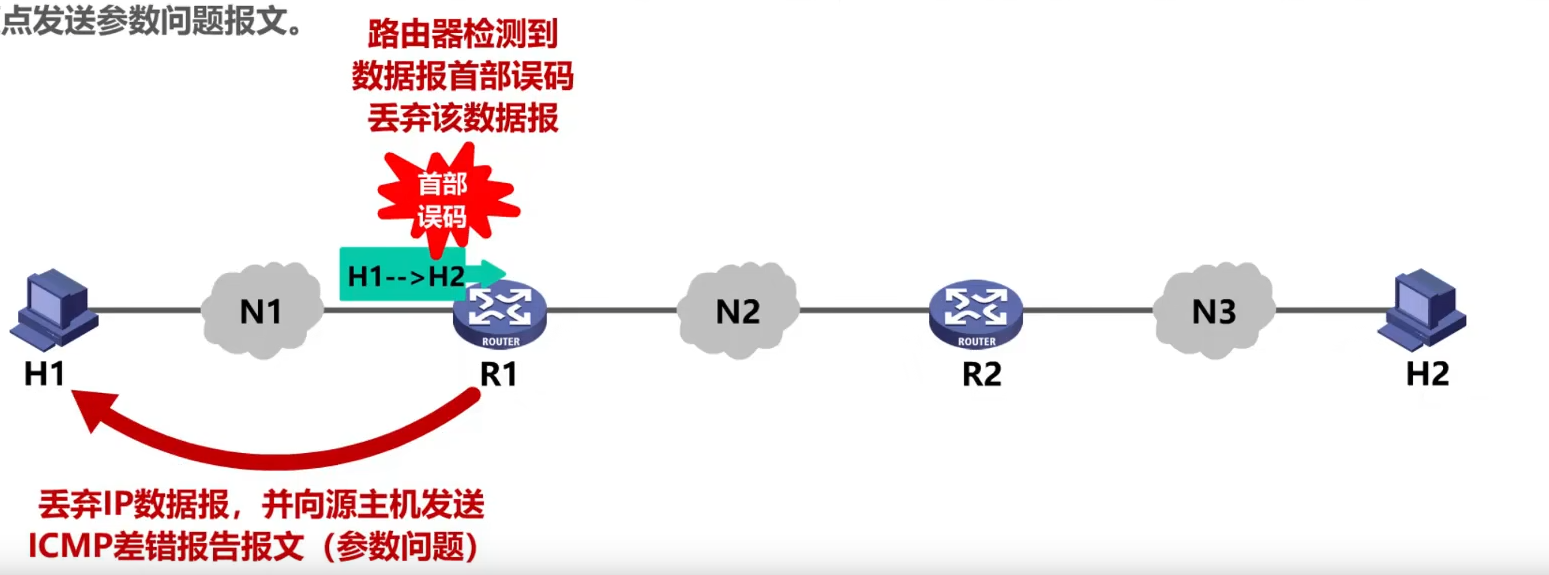 点发送参数问题报文。
路由器检测到
数据报首部误码
丢弃该数据报
首部
误码
H1-->H2
N1
N2
N3
ROUTER
ROUTER
H1
R1
R2
H2
丢弃IP数据报，并向源主机发送
ICMP差错报告报文（参数问题）